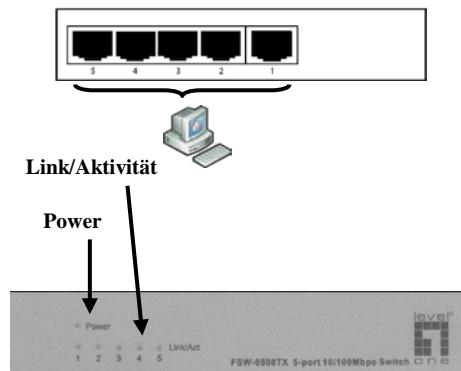 5 4 3 2 1
Link/Aktivität
Power
Power
Link/Act
1 2 3 4 5
FSW-0508TX 5-port 10/100Mbps Switch
level
one